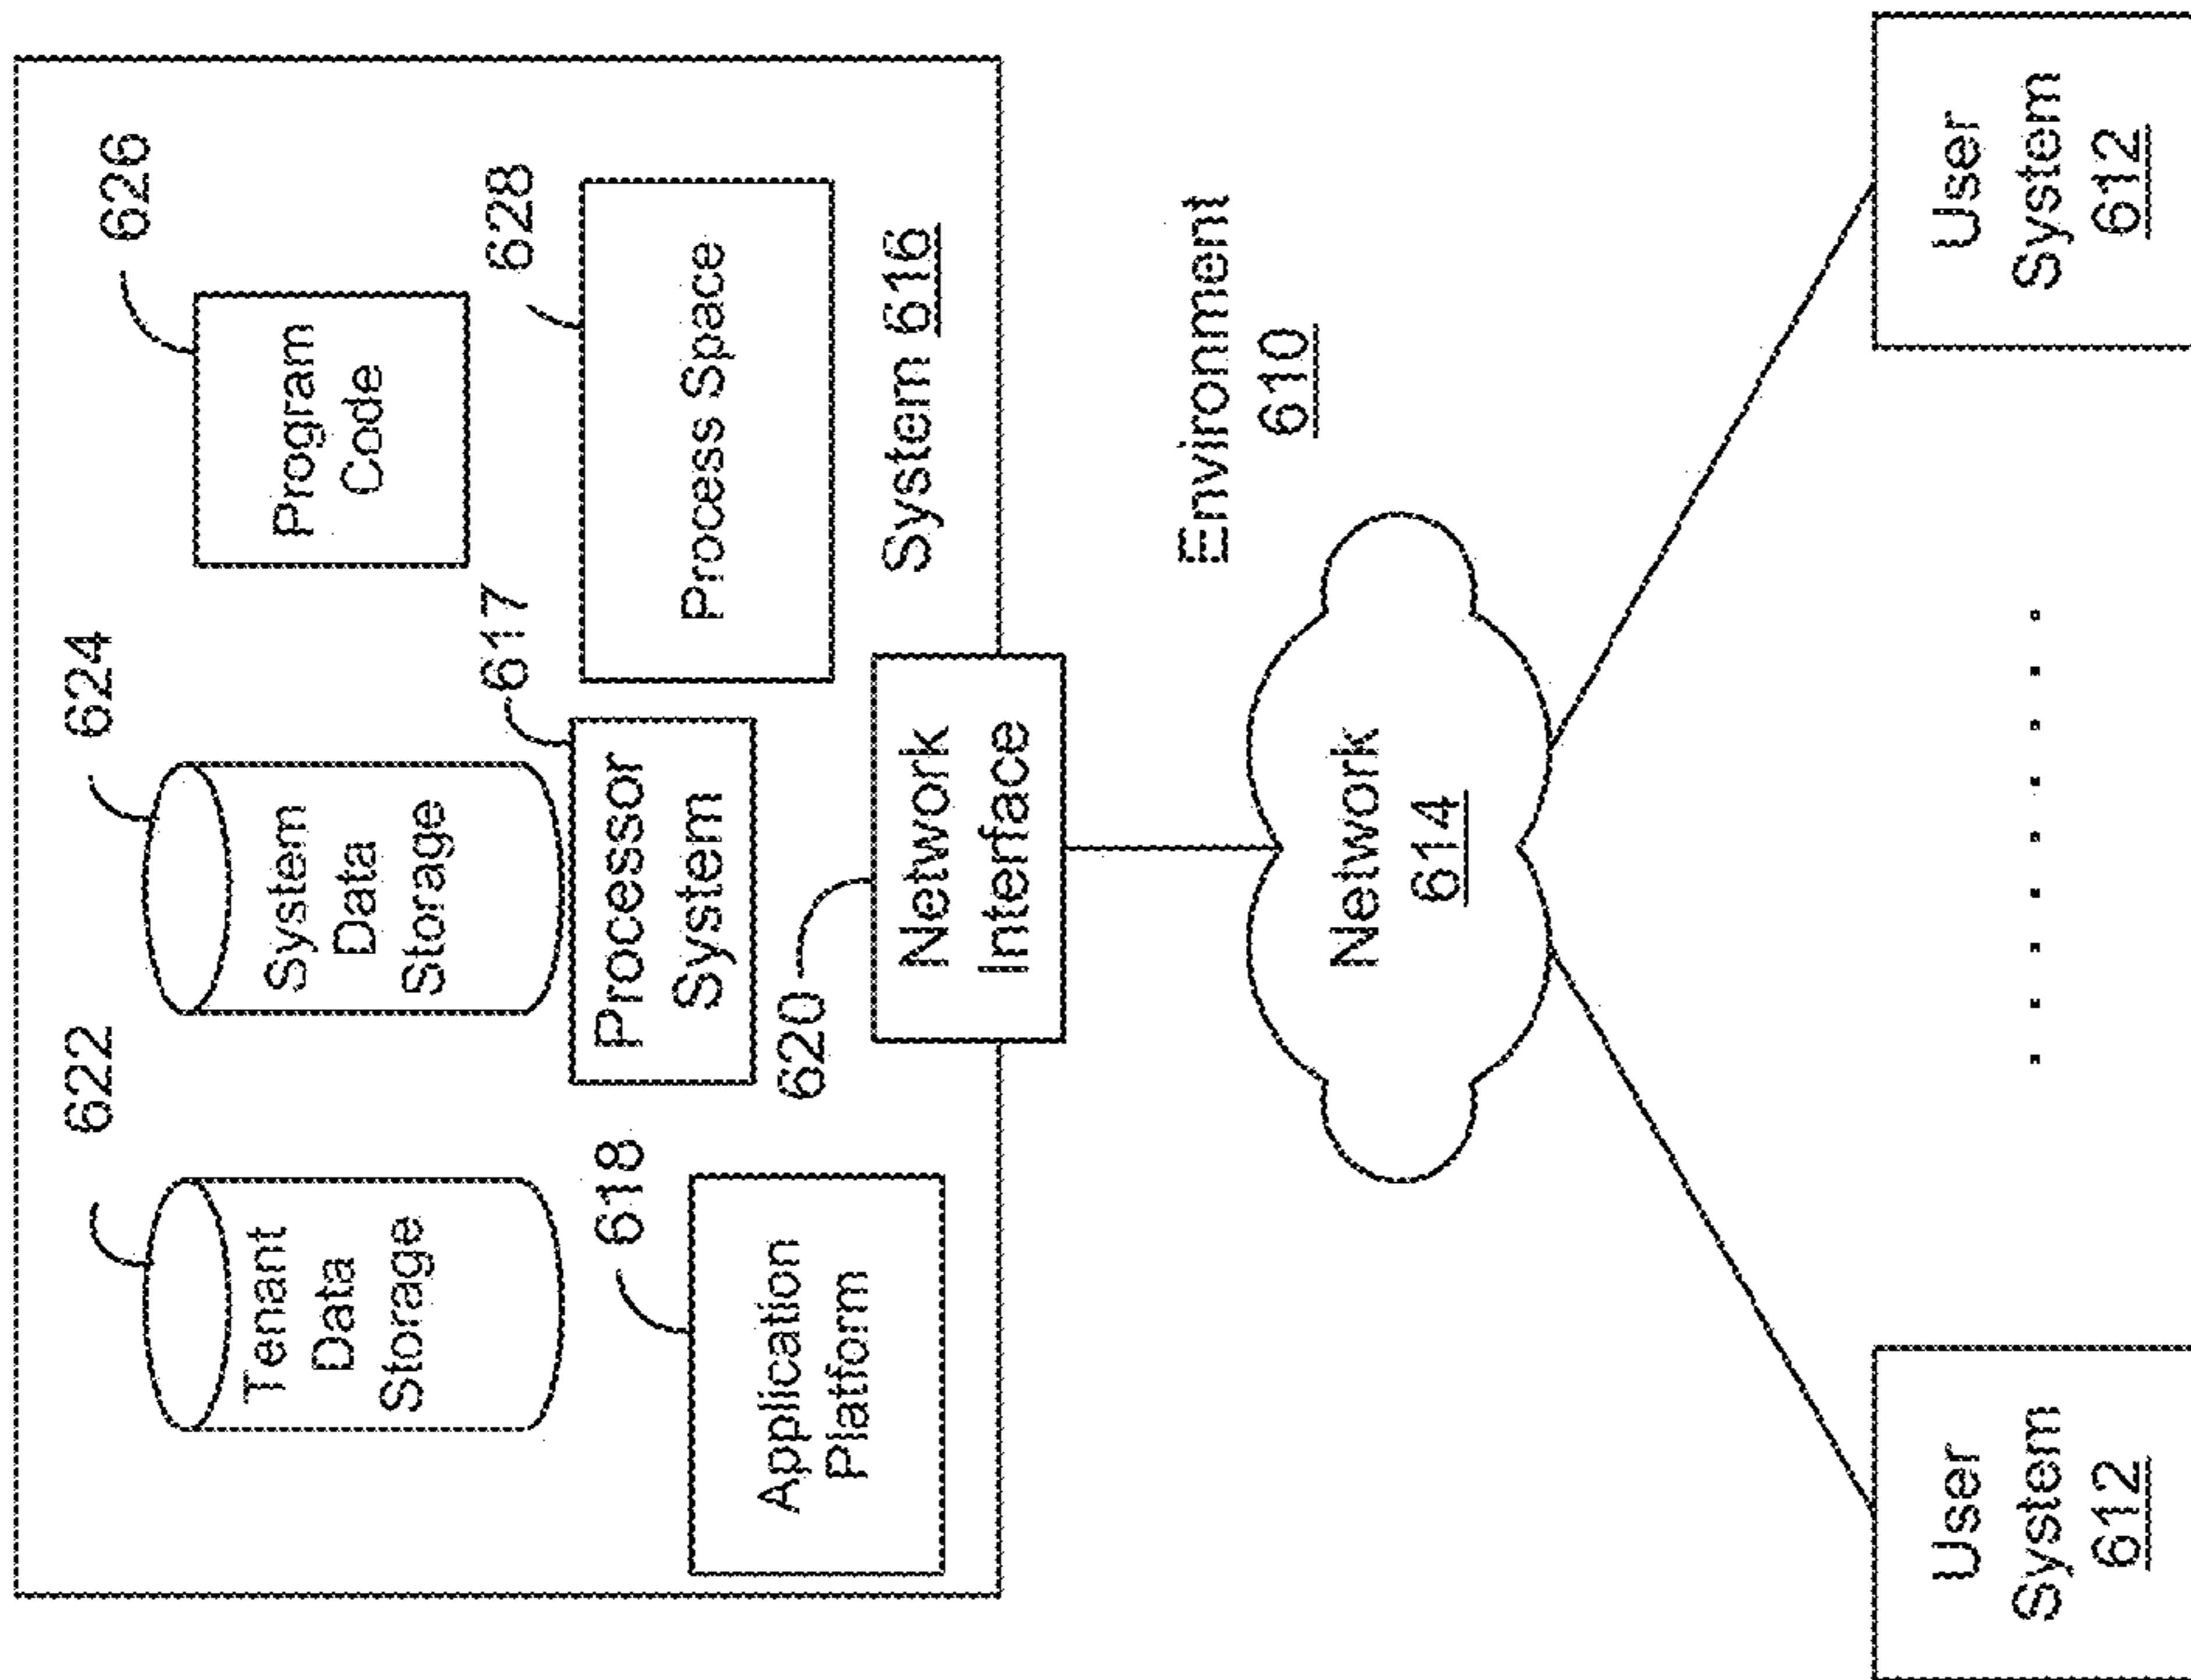 622
624
626
Tenant
Data
Storage
System
Data
Storage
Program
Code
618
617
628
Processor
System
Process Space
Application
Platform
620
Network
Interface
System 616
Environment
610
Network
614
User
System
612
. . . . . . . . .
User
System
612